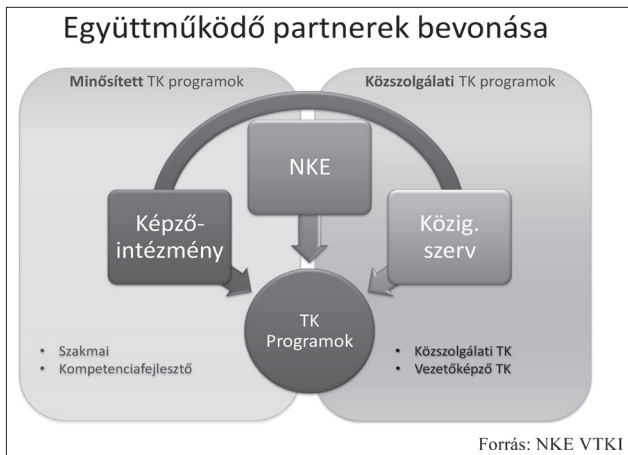 Együttműködő partnerek bevonása
Minősített TK programok
Közszolgálati TK programok
NKE
Képző-
intézmény
Közig.
szerv
TK
Programok
• Szakmai
• Kompetenciafejlesztő
• Közszolgálati TK
• Vezetőképző TK
Forrás: NKE VTKI